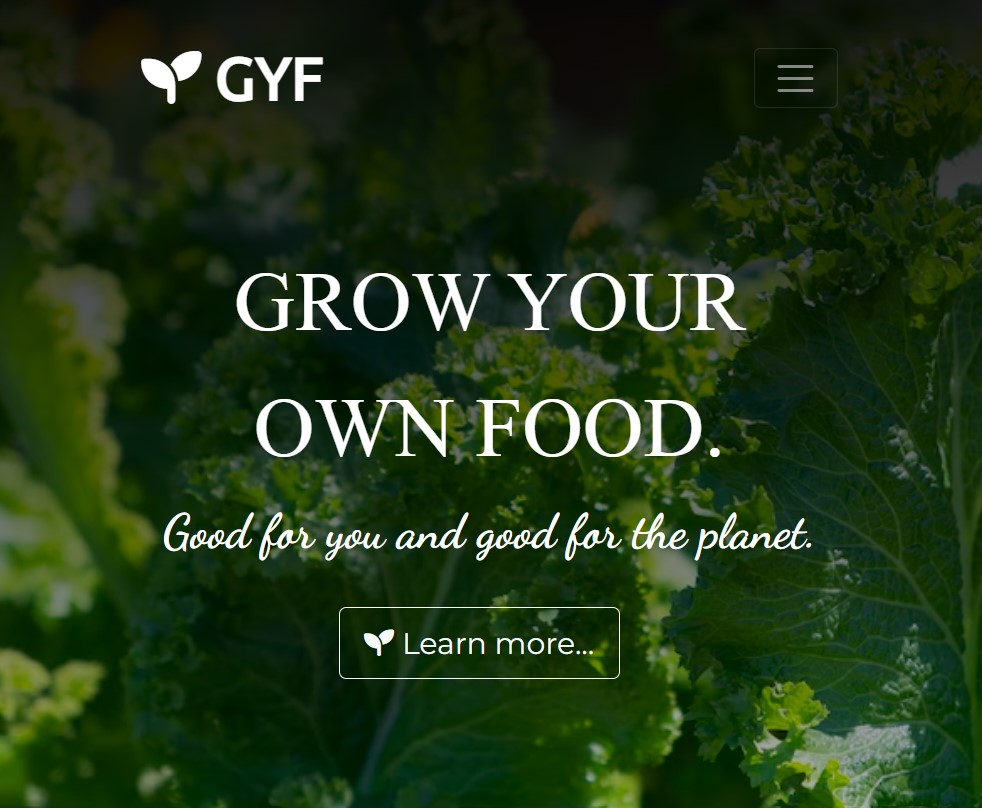 GYF
GROW YOUR
OWN FOOD.
Good for you and good for the planet.
Learn more...